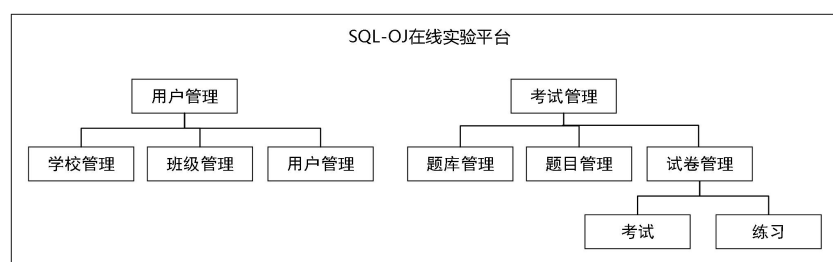 SQL-OJ在线实验平台
用户管理
考试管理
学校管理
班级管理
用户管理
题库管理
题目管理
试卷管理
考试
练习